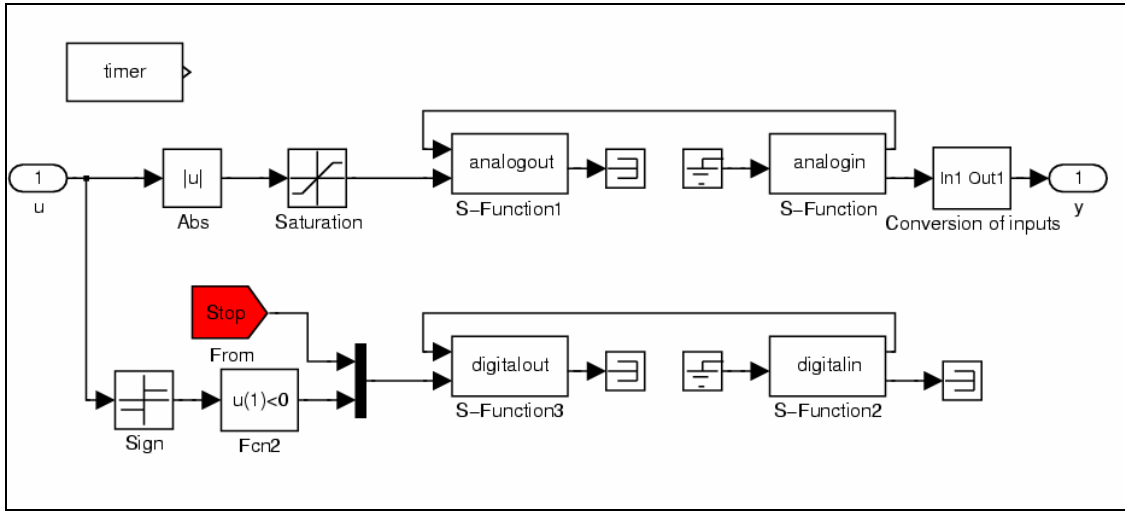 timer
1
u
|u|
Abs
Saturation
analogout
S-Function1
analogin
S-Function
In1 Out1
Conversion of inputs
1
y
Stop
From
Sign
u(1)<0
Fcn2
digitalout
S-Function3
digitalin
S-Function2